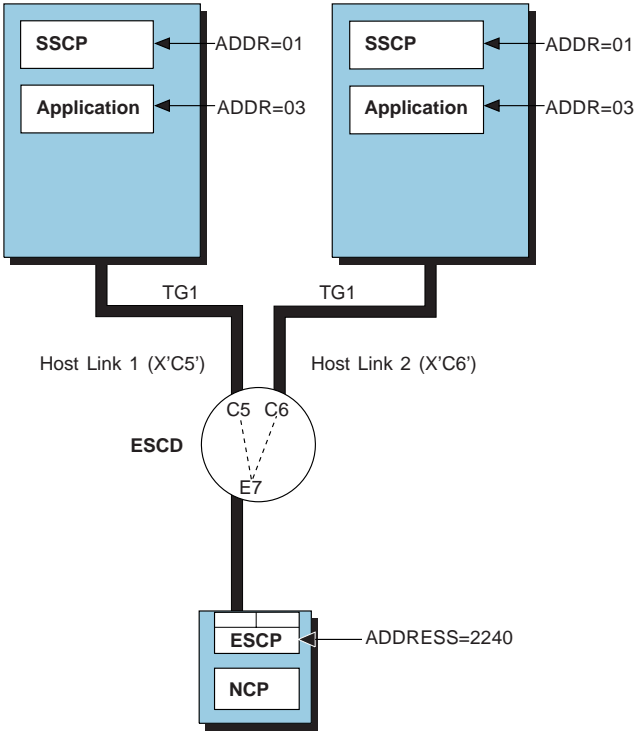 SSCP
ADDR=01
Application
ADDR=03
SSCP
ADDR=01
Application
ADDR=03
TG1
TG1
Host Link 1 (X'C5')
Host Link 2 (X'C6')
C5 C6
ESCD
E7
ESCP
ADDRESS=2240
NCP